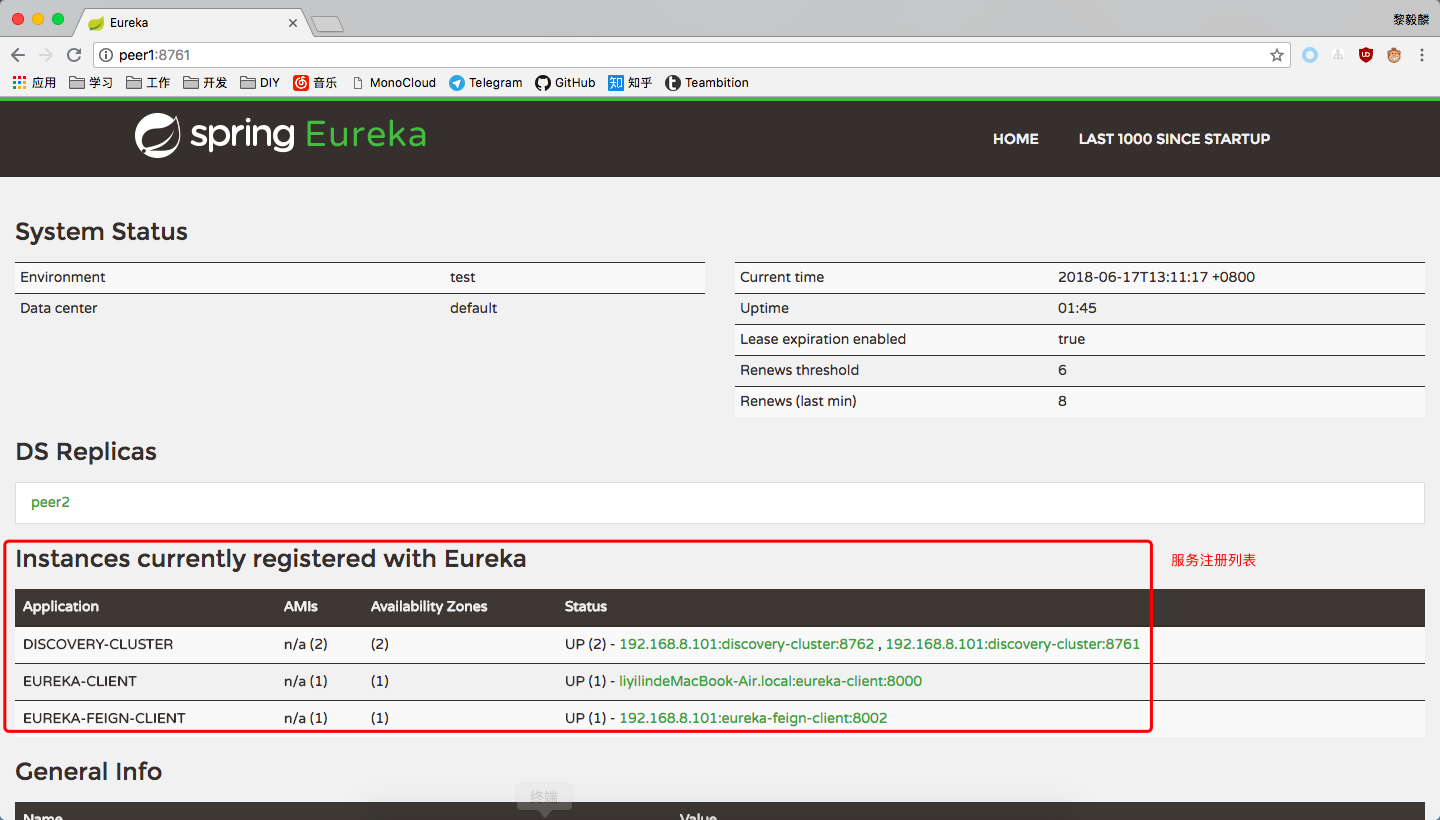 Eureka
黎毅麟
peer1:8761
应用 学习 工作 开发 DIY 音乐 MonoCloud Telegram GitHub 知 知乎 Teambition
spring Eureka HOME LAST 1000 SINCE STARTUP
System Status
Environment test
Data center default
Current time 2018-06-17T13:11:17 +0800
Uptime 01:45
Lease expiration enabled true
Renews threshold 6
Renews (last min) 8
DS Replicas
peer2
Instances currently registered with Eureka
服务注册列表
Application AMIs Availability Zones Status
DISCOVERY-CLUSTER n/a (2) (2) UP (2) - 192.168.8.101:discovery-cluster:8762 , 192.168.8.101:discovery-cluster:8761
EUREKA-CLIENT n/a (1) (1) UP (1) - liyilindeMacBook-Air.local:eureka-client:8000
EUREKA-FEIGN-CLIENT n/a (1) (1) UP (1) - 192.168.8.101:eureka-feign-client:8002
General Info
终端
Name Value